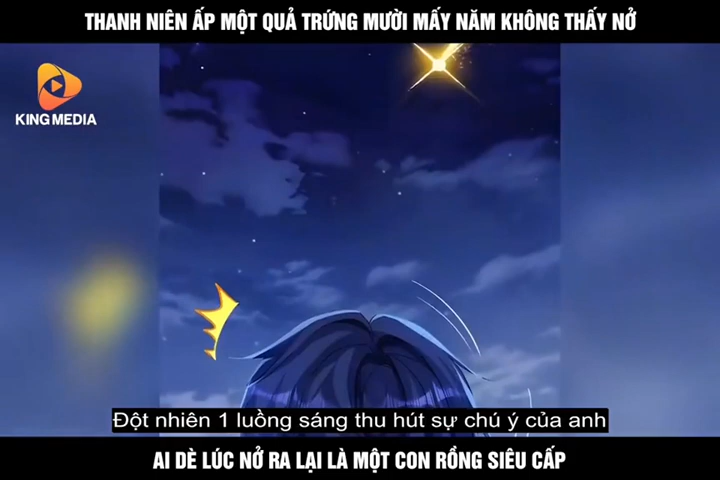 THANH NIÊN ẤP MỘT QUẢ TRỨNG MƯỜI MẤY NĂM KHÔNG THẤY NỞ
KING MEDIA
Đột nhiên 1 luồng sáng thu hút sự chú ý của anh
AI DÈ LÚC NỞ RA LẠI LÀ MỘT CON RỒNG SIÊU CẤP